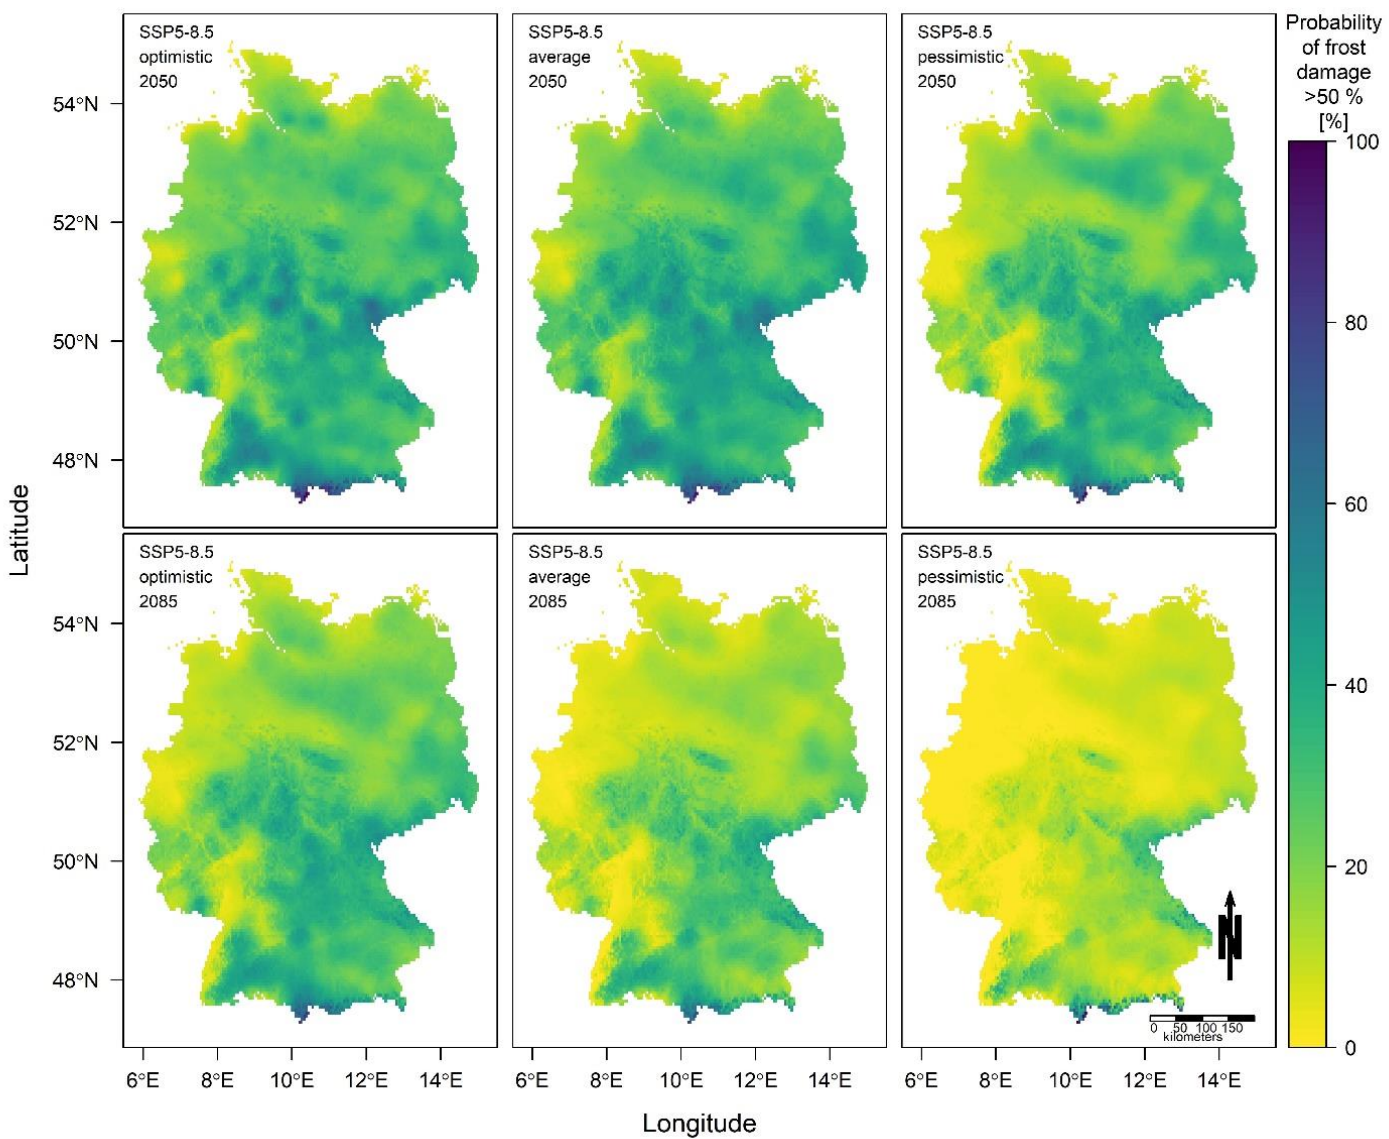 SSP5-8.5
optimistic
2050
SSP5-8.5
average
2050
SSP5-8.5
pessimistic
2050
Probability
of frost
damage
>50 %
[%]
100
80
60
40
20
0
54°N
52°N
50°N
48°N
Latitude
SSP5-8.5
optimistic
2085
SSP5-8.5
average
2085
SSP5-8.5
pessimistic
2085
54°N
52°N
50°N
48°N
N
0 50 100 150
kilometers
6°E 8°E 10°E 12°E 14°E
6°E 8°E 10°E 12°E 14°E
6°E 8°E 10°E 12°E 14°E
Longitude